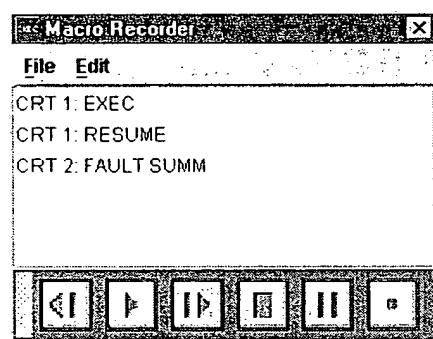 Macro Recorder
File Edit
CRT 1: EXEC
CRT 1: RESUME
CRT 2: FAULT SUMM